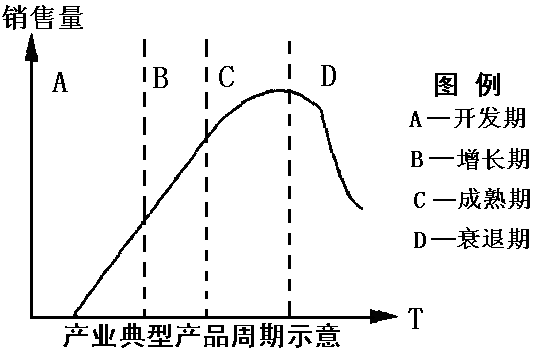 销售量
A
B
C
D
图 例
A—开发期
B—增长期
C—成熟期
D—衰退期
T
产业典型产品周期示意